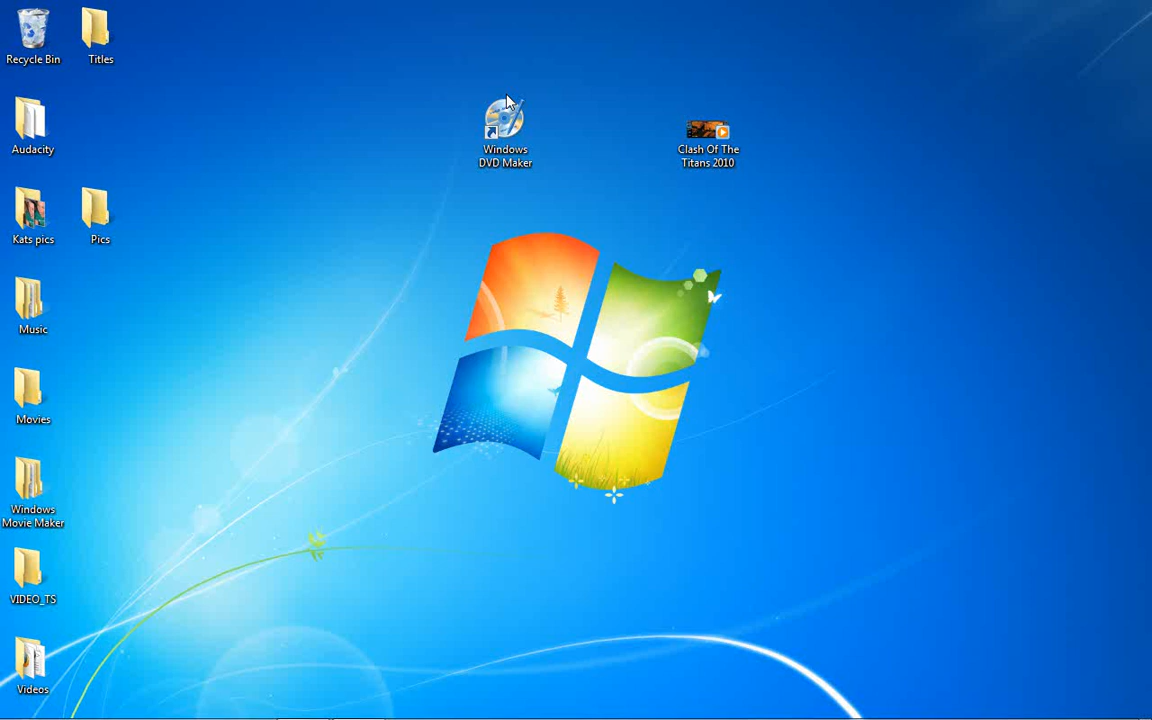 Recycle Bin
Titles
Windows
DVD Maker
Clash Of The
Titans 2010
Audacity
Kats pics
Pics
Music
Movies
Windows
Movie Maker
VIDEO_TS
Videos